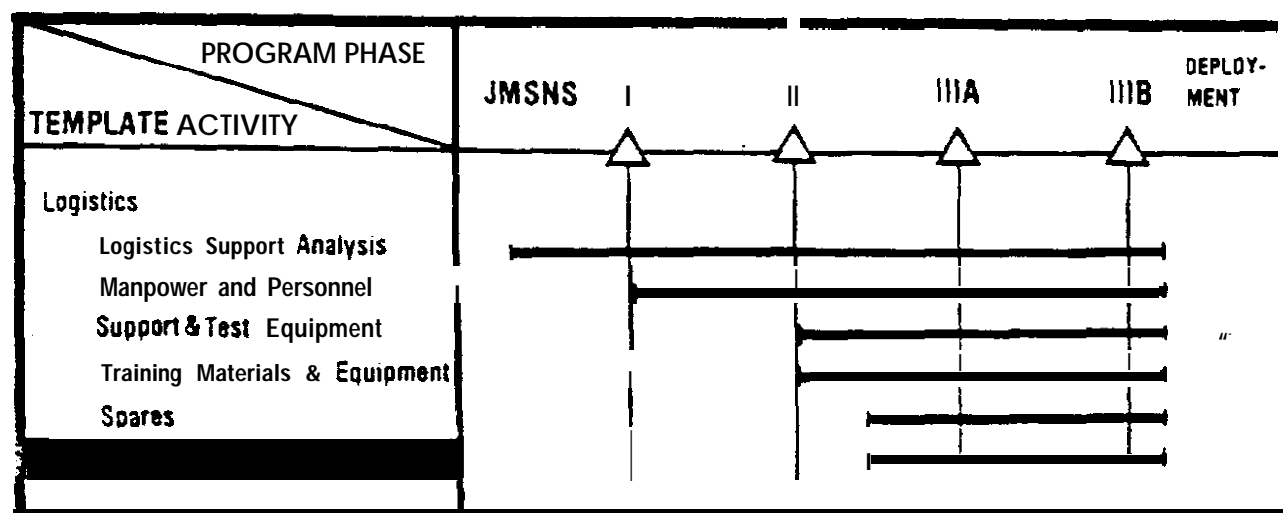 PROGRAM PHASE
TEMPLATE ACTIVITY
JMSNS I II IIIA IIIB DEPLOY-
MENT
Logistics
Logistics Support Analysis
Manpower and Personnel
Support & Test Equipment
Training Materials & Equipment
Spares